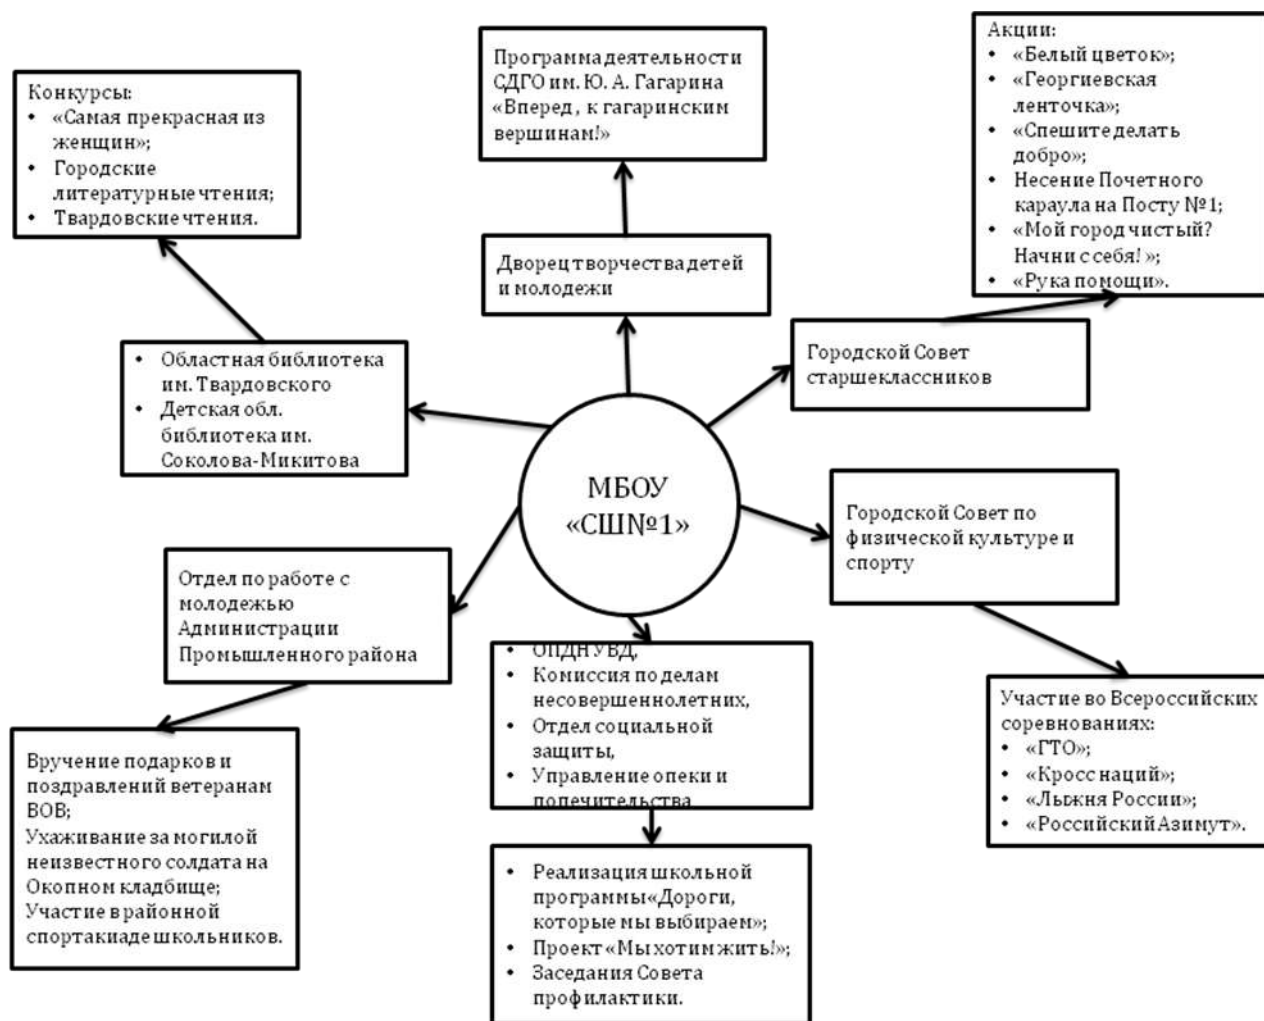 Конкурсы:
• «Самая прекрасная из
женщин»;
• Городские
литературные чтения;
• Твардовские чтения.
Программа деятельности
СДГО им. Ю. А. Гагарина
«Вперед, к гагаринским
вершинам!»
Акции:
• «Белый цветок»;
• «Георгиевская
ленточка»;
• «Спешите делать
добро»;
• Несение Почетного
караула на Посту №1;
• «Мой город чистый?
Начни с себя!»;
• «Рука помощи».
Дворец творчества детей
и молодежи
• Областная библиотека
им. Твардовского
• Детская обл.
библиотека им.
Соколова-Микитова
Городской Совет
старшеклассников
МБОУ
«СШ№1»
Городской Совет по
физической культуре и
спорту
Отдел по работе с
молодежью
Администрации
Промышленного района
• ОПДН УВД,
• Комиссия по делам
несовершеннолетних,
• Отдел социальной
защиты,
• Управление опеки и
попечительства
Участие во Всероссийских
соревнованиях:
• «ГТО»;
• «Кросс наций»;
• «Лыжня России»;
• «Российский Азимут».
Вручение подарков и
поздравлений ветеранам
ВОВ;
Ухаживание за могилой
неизвестного солдата на
Окопном кладбище;
Участие в районной
спортакиаде школьников.
• Реализация школьной
программы «Дороги,
которые мы выбираем»;
• Проект «Мы хотим жить!»;
• Заседания Совета
профилактики.